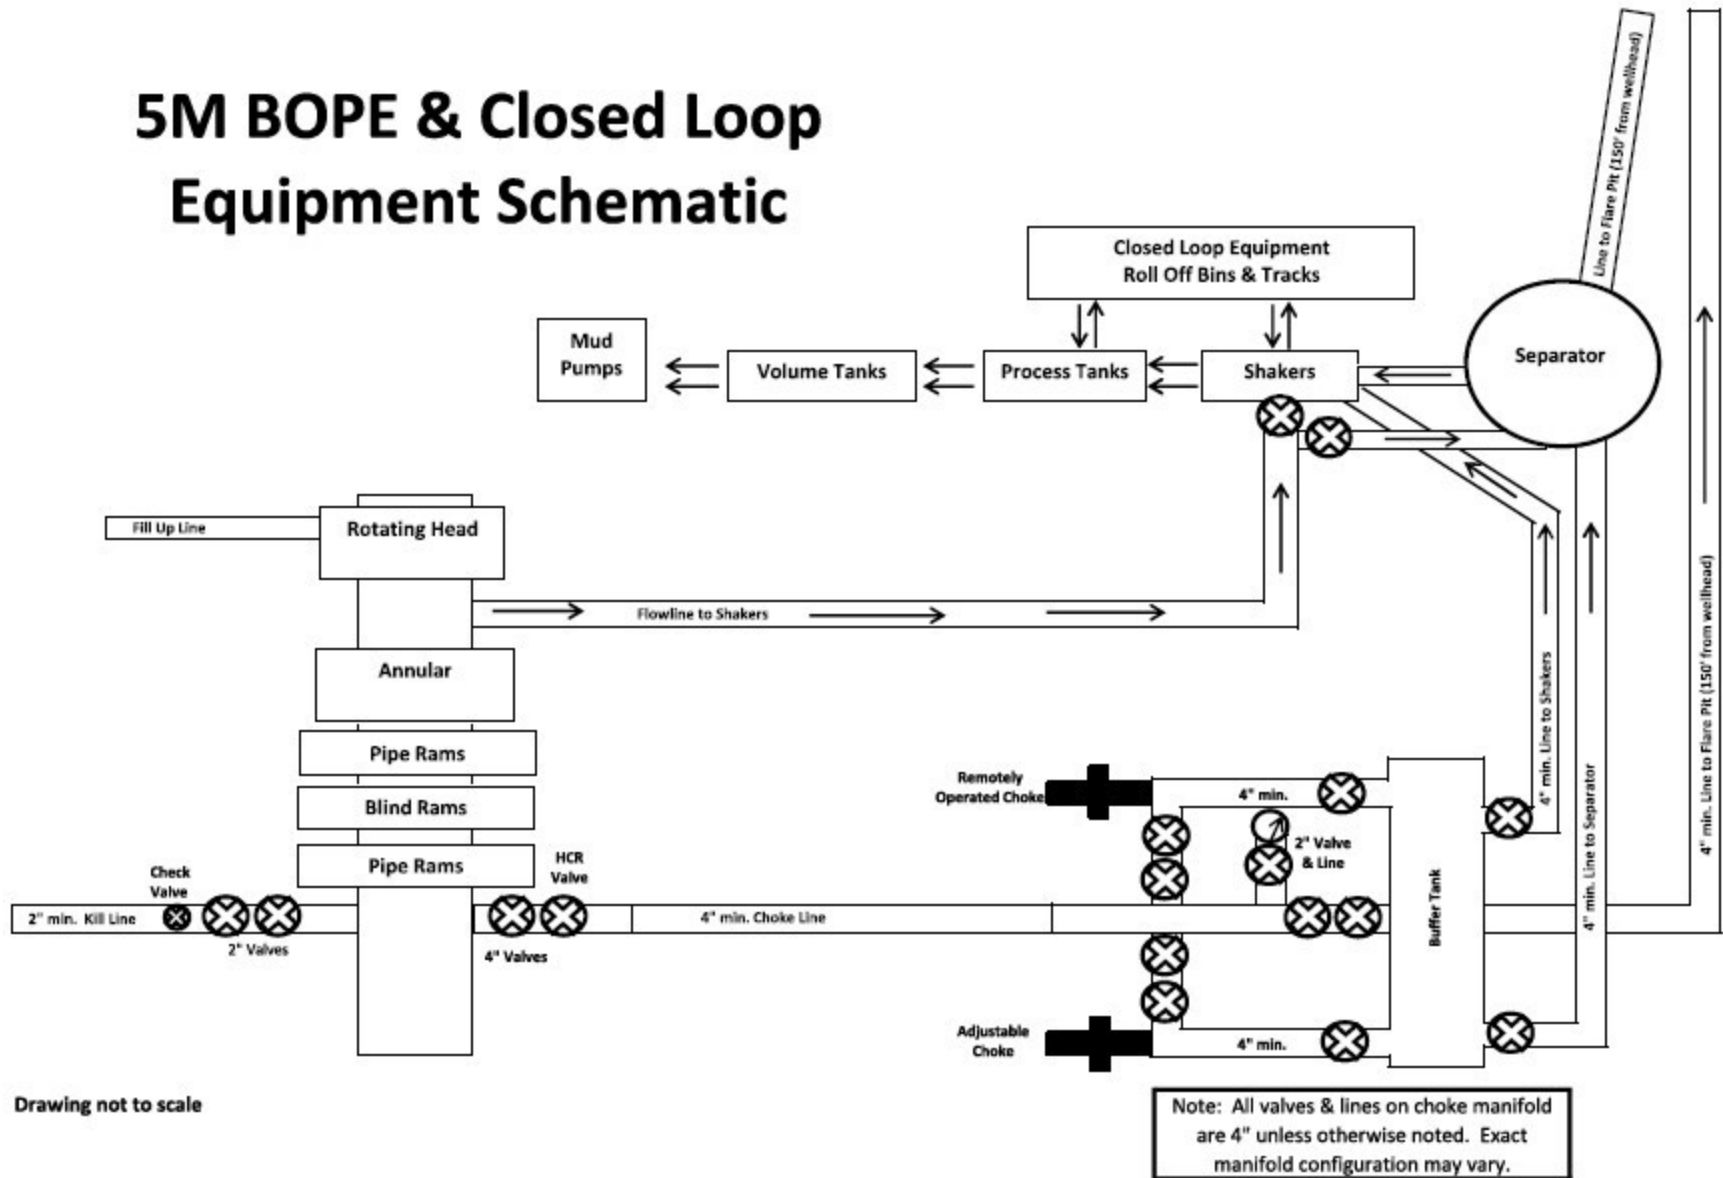 5M BOPE & Closed Loop
Equipment Schematic
Closed Loop Equipment
Roll Off Bins & Tracks
Mud
Pumps
Volume Tanks
Process Tanks
Shakers
Separator
Line to Flare Pit (150' from wellhead)
4" min. Line to Flare Pit (150' from wellhead)
Fill Up Line
Rotating Head
Flowline to Shakers
Annular
Pipe Rams
Blind Rams
Pipe Rams
Check
Valve
HCR
Valve
2" min. Kill Line
2" Valves
4" Valves
4" min. Choke Line
Remotely
Operated Choke
4" min.
2" Valve
& Line
Buffer Tank
4" min. Line to Shakers
4" min. Line to Separator
Adjustable
Choke
4" min.
Drawing not to scale
Note: All valves & lines on choke manifold
are 4" unless otherwise noted. Exact
manifold configuration may vary.